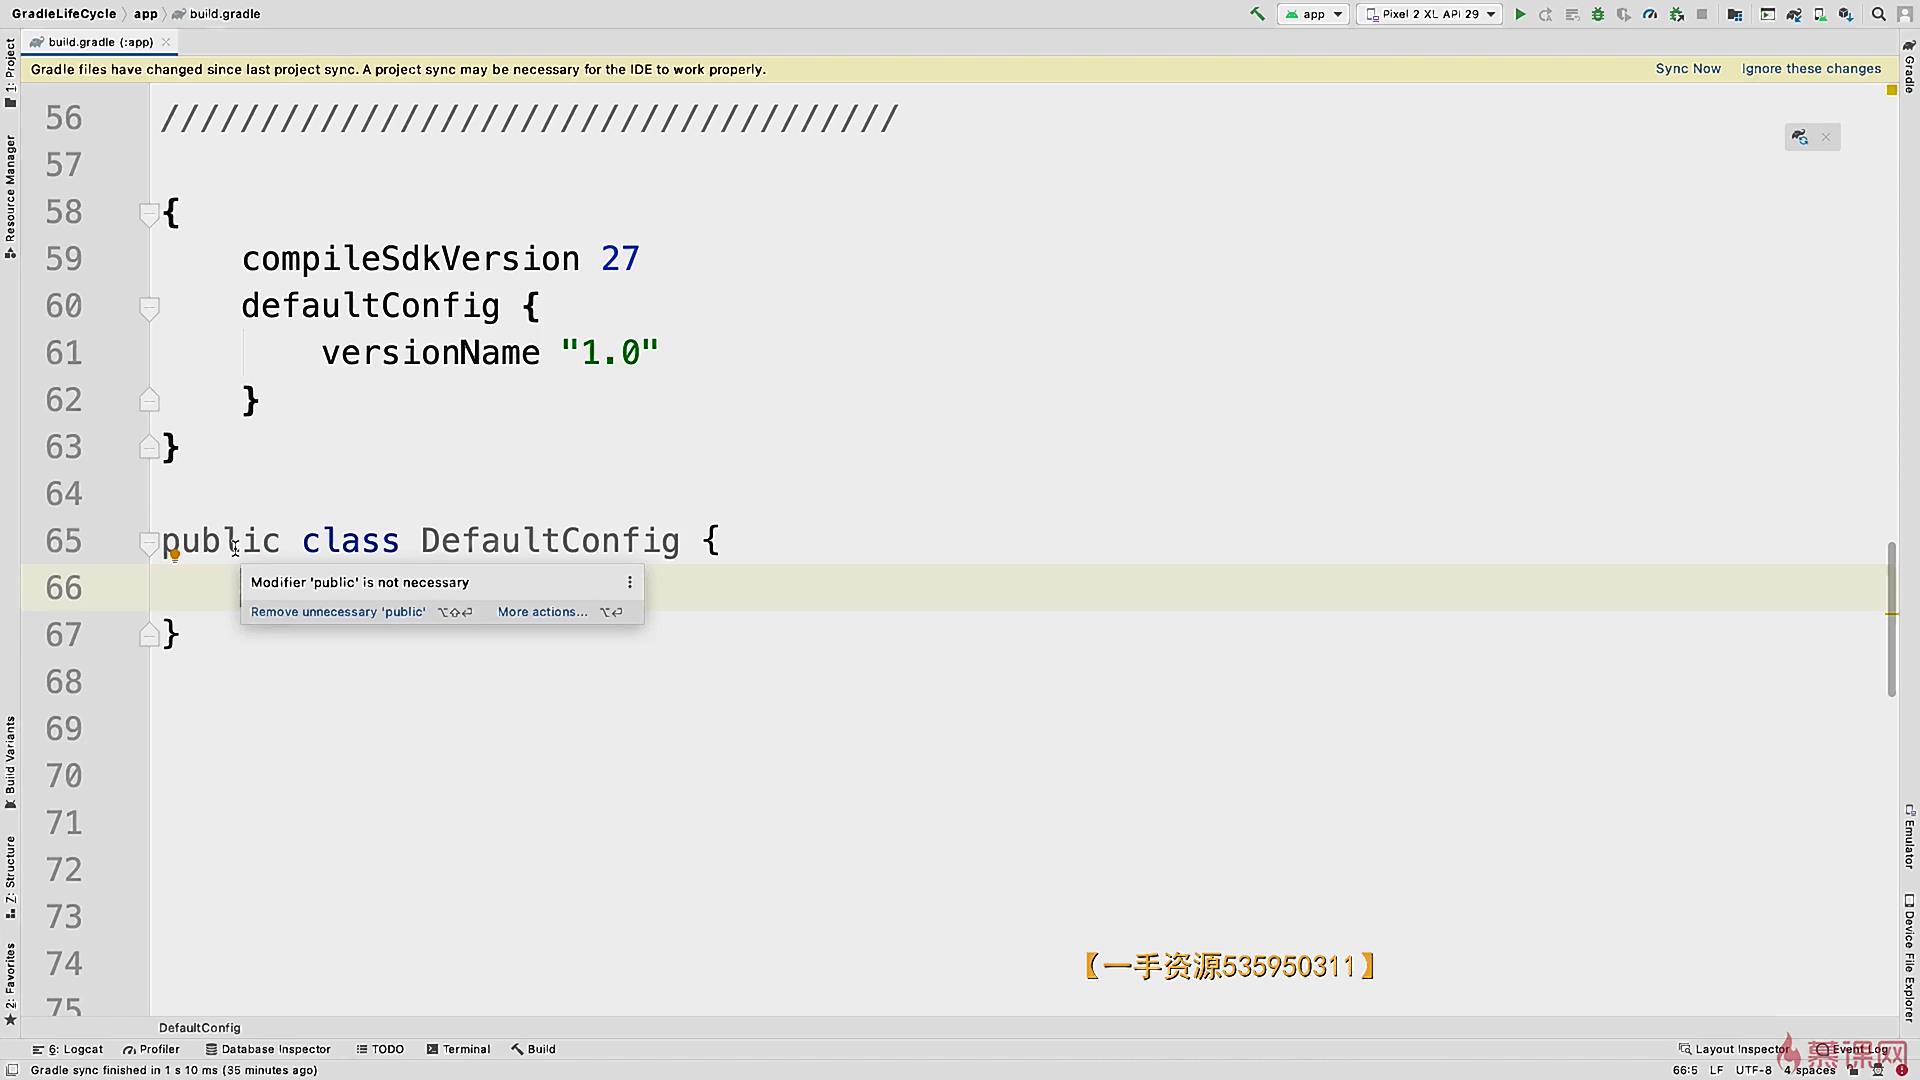 GradleLifeCycle app build.gradle
app Pixel 2 XL API 29
build.gradle (:app)
Gradle files have changed since last project sync. A project sync may be necessary for the IDE to work properly.
Sync Now Ignore these changes
1: Project
Resource Manager
Build Variants
Z: Structure
2: Favorites
Gradle
Emulator
Device File Explorer
56 /////////////////////////////////////
57
58 {
59 compileSdkVersion 27
60 defaultConfig {
61 versionName "1.0"
62 }
63 }
64
65 public class DefaultConfig {
66
Modifier 'public' is not necessary
Remove unnecessary 'public' ⌥⇧⏎ More actions... ⌥⏎
67 }
68
69
70
71
72
73
74
75
【一手资源535950311】
DefaultConfig
6: Logcat Profiler Database Inspector TODO Terminal Build
Layout Inspector Event Log
慕课网
Gradle sync finished in 1 s 10 ms (35 minutes ago)
66:5 LF UTF-8 4 spaces